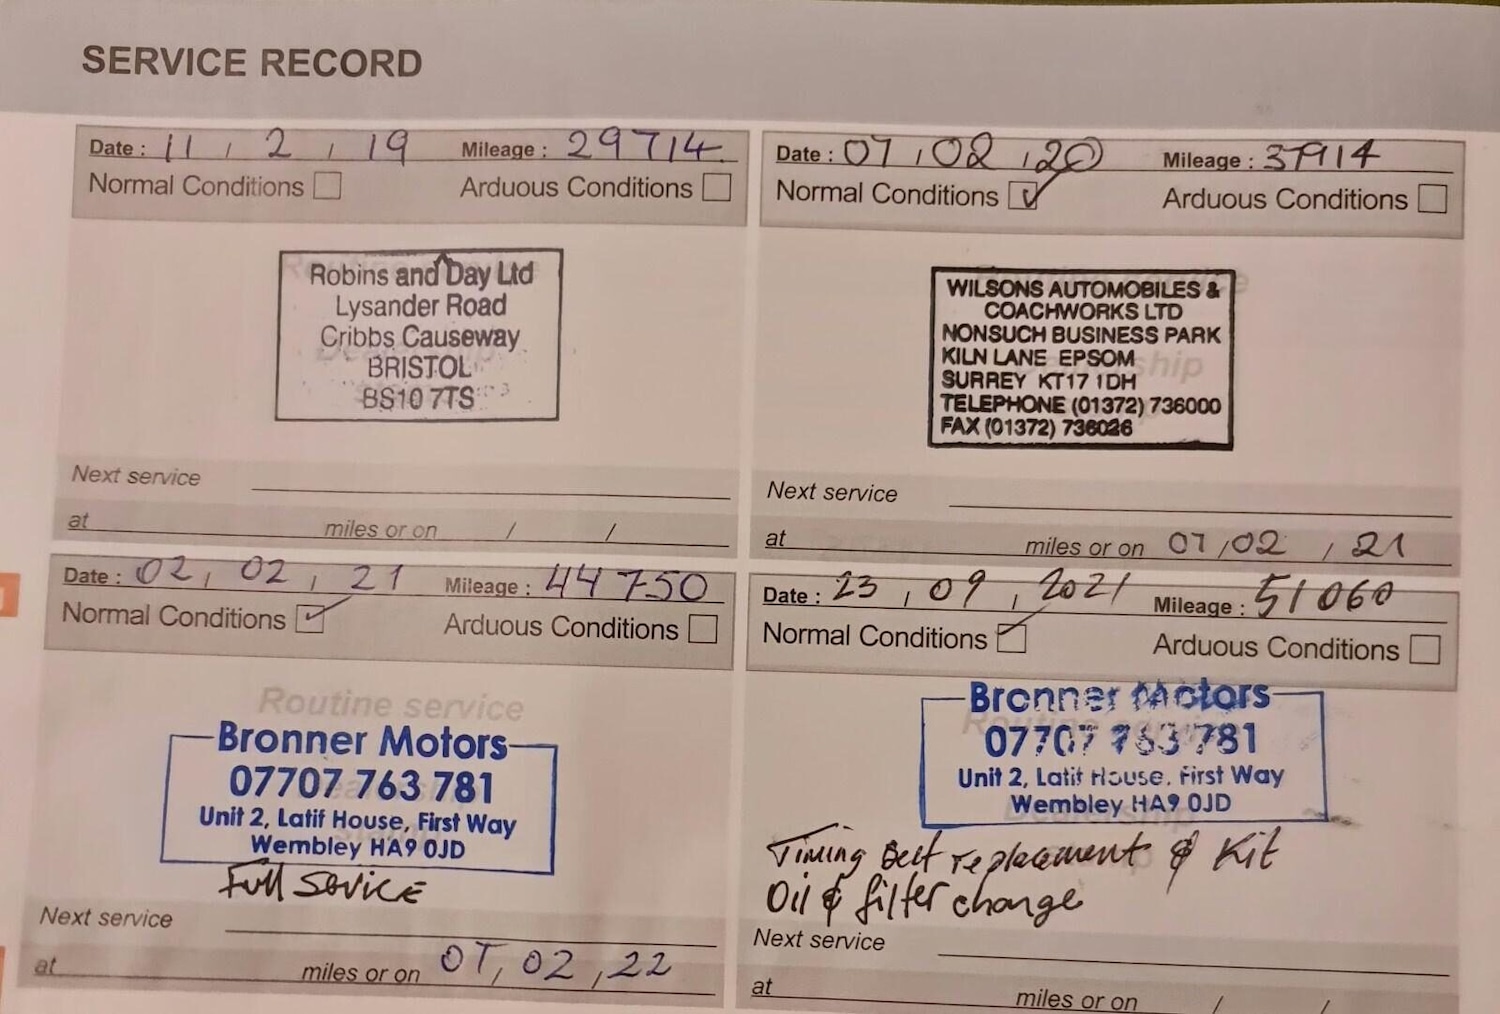 SERVICE RECORD
Date : 11 / 2 / 19 Mileage : 29714
Normal Conditions Arduous Conditions
Robins and Day Ltd
Lysander Road
Cribbs Causeway
BRISTOL
BS10 7TS
Next service
at miles or on / /
Date : 07 / 02 / 20 Mileage : 37914
Normal Conditions Arduous Conditions
WILSONS AUTOMOBILES &
COACHWORKS LTD
NONSUCH BUSINESS PARK
KILN LANE EPSOM
SURREY KT17 1DH
TELEPHONE (01372) 736000
FAX (01372) 736026
Next service
at miles or on 07 / 02 / 21
Date : 02 / 02 / 21 Mileage : 44750
Normal Conditions Arduous Conditions
Routine service
Bronner Motors
07707 763 781
Unit 2, Latif House, First Way
Wembley HA9 0JD
Full Service
Next service
at miles or on 07 / 02 / 22
Date : 23 / 09 / 2021 Mileage : 51060
Normal Conditions Arduous Conditions
Bronner Motors
07707 763 781
Unit 2, Latif House, First Way
Wembley HA9 0JD
Timing Belt replacement & Kit
Oil & filter change
Next service
at miles or on / /